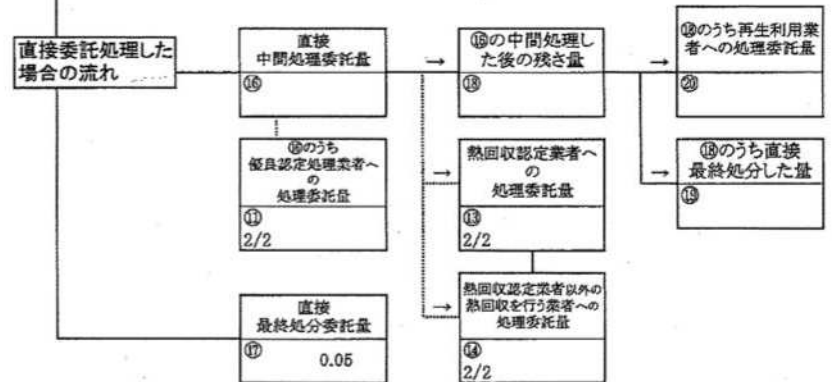 直接委託処理した
場合の流れ
直接
中間処理委託量
⑯
→
⑯の中間処理し
た後の残さ量
⑱
→
⑱のうち再生利用業
者への処理委託量
⑳
⑯のうち
優良認定処理業者へ
の
処理委託量
⑪
2/2
→
熱回収認定業者へ
の
処理委託量
⑬
2/2
→
⑱のうち直接
最終処分した量
⑲
直接
最終処分委託量
⑰
0.05
→
熱回収認定業者以外の
熱回収を行う業者への
処理委託量
⑭
2/2